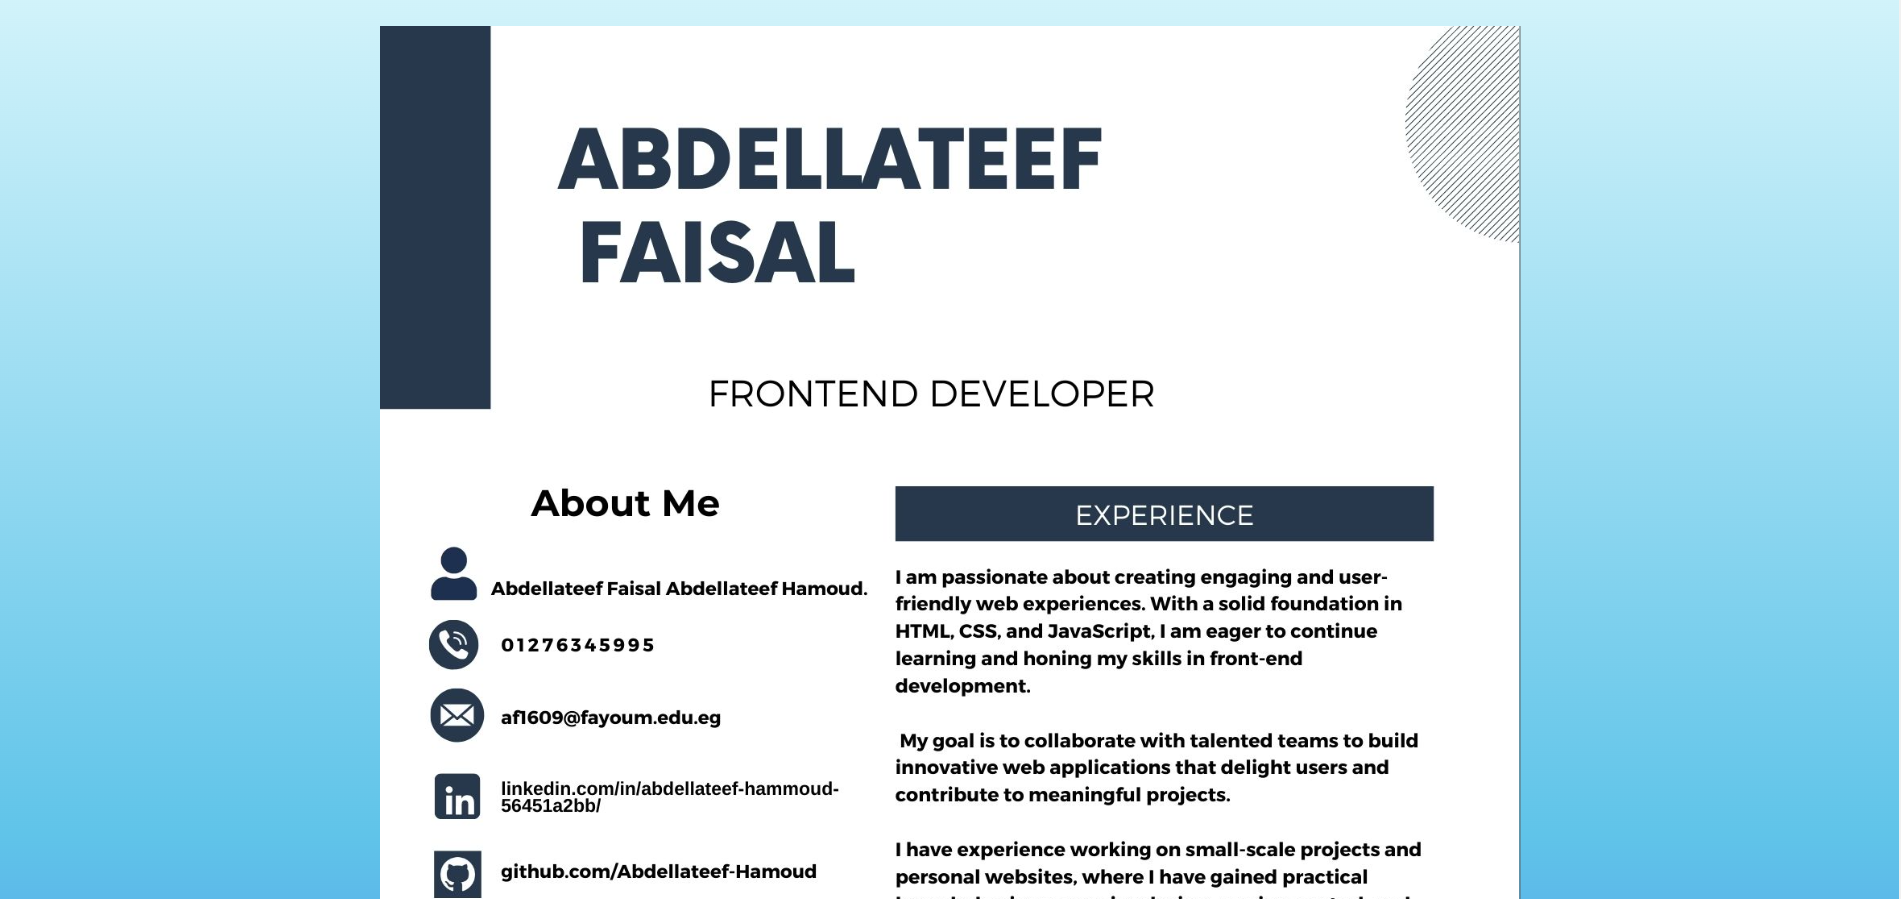 ABDELLATEEF
FAISAL
FRONTEND DEVELOPER
About Me
Abdellateef Faisal Abdellateef Hamoud.
01276345995
af1609@fayoum.edu.eg
linkedin.com/in/abdellateef-hammoud-
56451a2bb/
github.com/Abdellateef-Hamoud
EXPERIENCE
I am passionate about creating engaging and user-
friendly web experiences. With a solid foundation in
HTML, CSS, and JavaScript, I am eager to continue
learning and honing my skills in front-end
development.
My goal is to collaborate with talented teams to build
innovative web applications that delight users and
contribute to meaningful projects.
I have experience working on small-scale projects and
personal websites, where I have gained practical